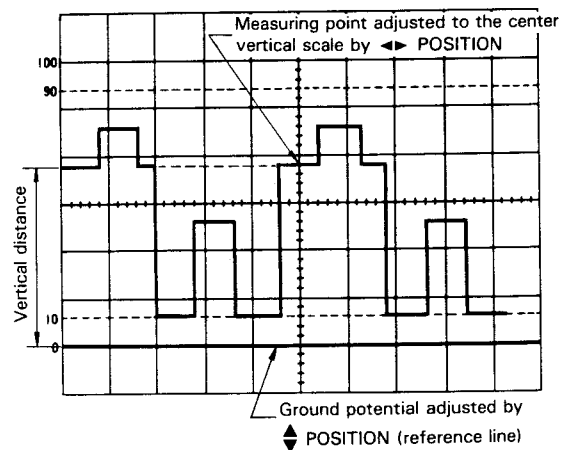 Measuring point adjusted to the center
vertical scale by ◄► POSITION
100
90
Vertical distance
10
0
Ground potential adjusted by
▲▼ POSITION (reference line)